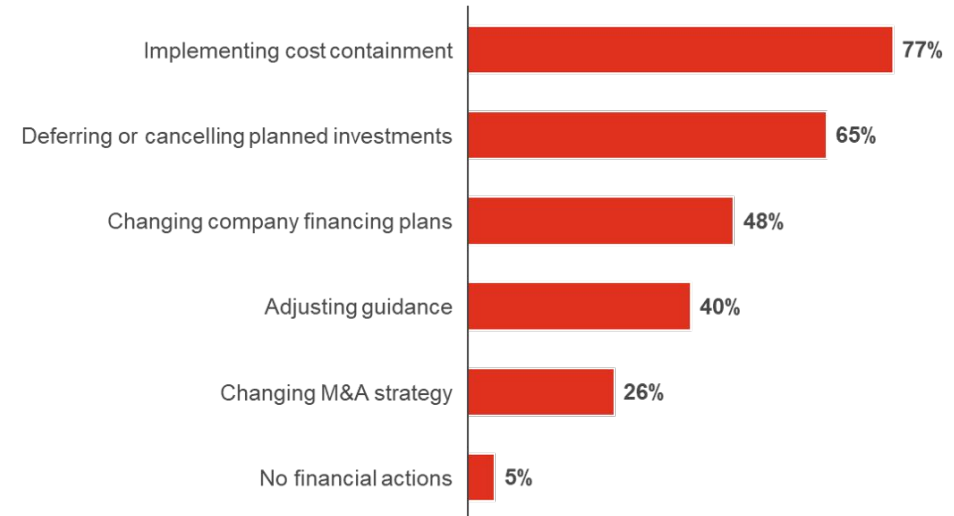 Implementing cost containment 77%
Deferring or cancelling planned investments 65%
Changing company financing plans 48%
Adjusting guidance 40%
Changing M&A strategy 26%
No financial actions 5%